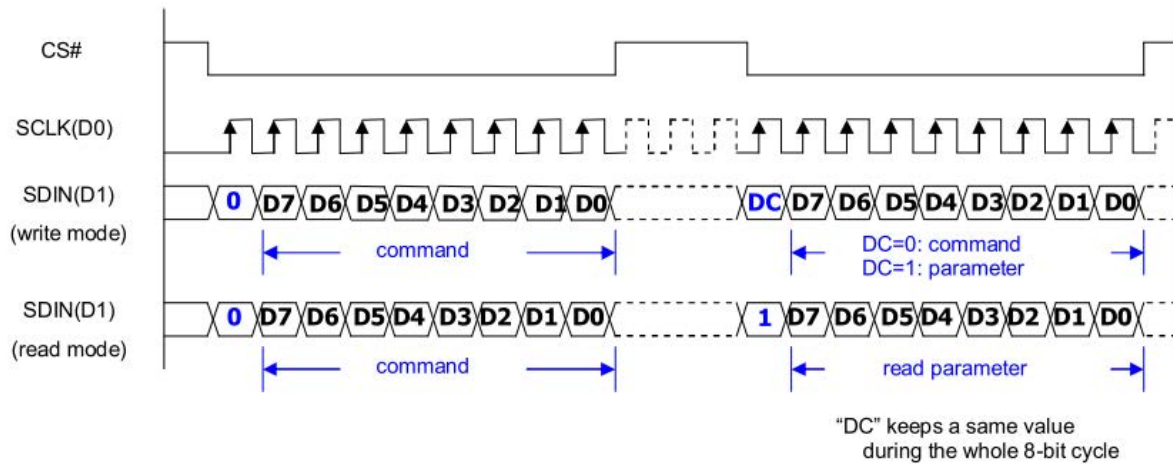 CS#
SCLK(D0)
SDIN(D1)
(write mode)
0 D7 D6 D5 D4 D3 D2 D1 D0
DC D7 D6 D5 D4 D3 D2 D1 D0
command
DC=0: command
DC=1: parameter
SDIN(D1)
(read mode)
0 D7 D6 D5 D4 D3 D2 D1 D0
1 D7 D6 D5 D4 D3 D2 D1 D0
command
read parameter
“DC” keeps a same value
during the whole 8-bit cycle